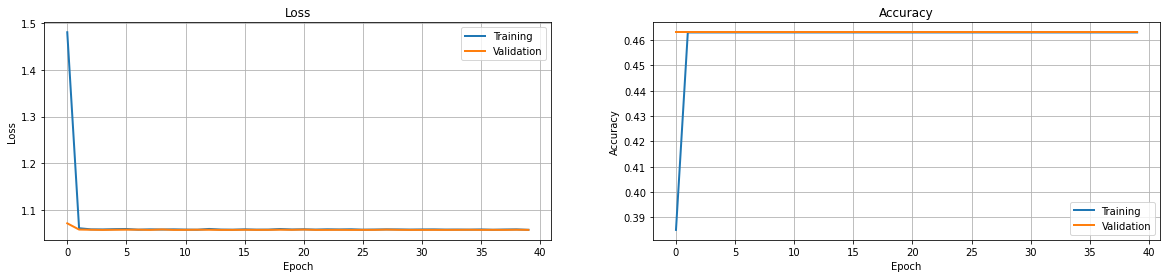 Loss
1.5
1.4
1.3
1.2
1.1
Loss
Training
Validation
0 5 10 15 20 25 30 35 40
Epoch
Accuracy
0.46
0.45
0.44
0.43
0.42
0.41
0.40
0.39
Accuracy
Training
Validation
0 5 10 15 20 25 30 35 40
Epoch